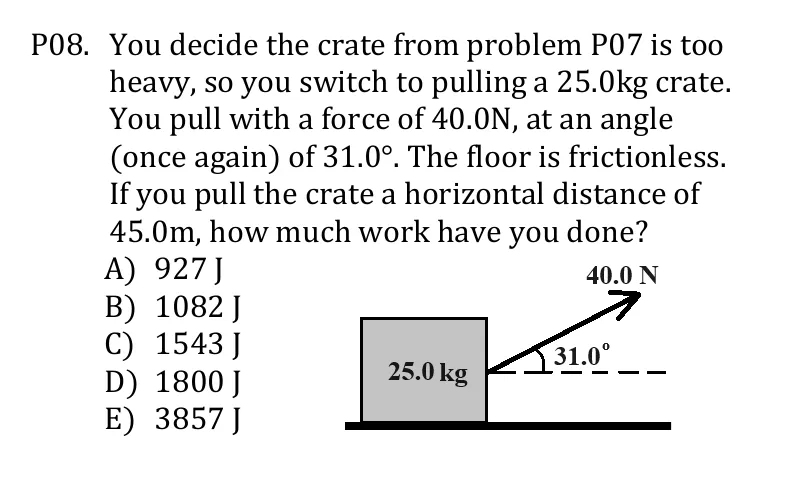 P08. You decide the crate from problem P07 is too
heavy, so you switch to pulling a 25.0kg crate.
You pull with a force of 40.0N, at an angle
(once again) of 31.0°. The floor is frictionless.
If you pull the crate a horizontal distance of
45.0m, how much work have you done?
A) 927 J
B) 1082 J
C) 1543 J
D) 1800 J
E) 3857 J
40.0 N
31.0°
25.0 kg